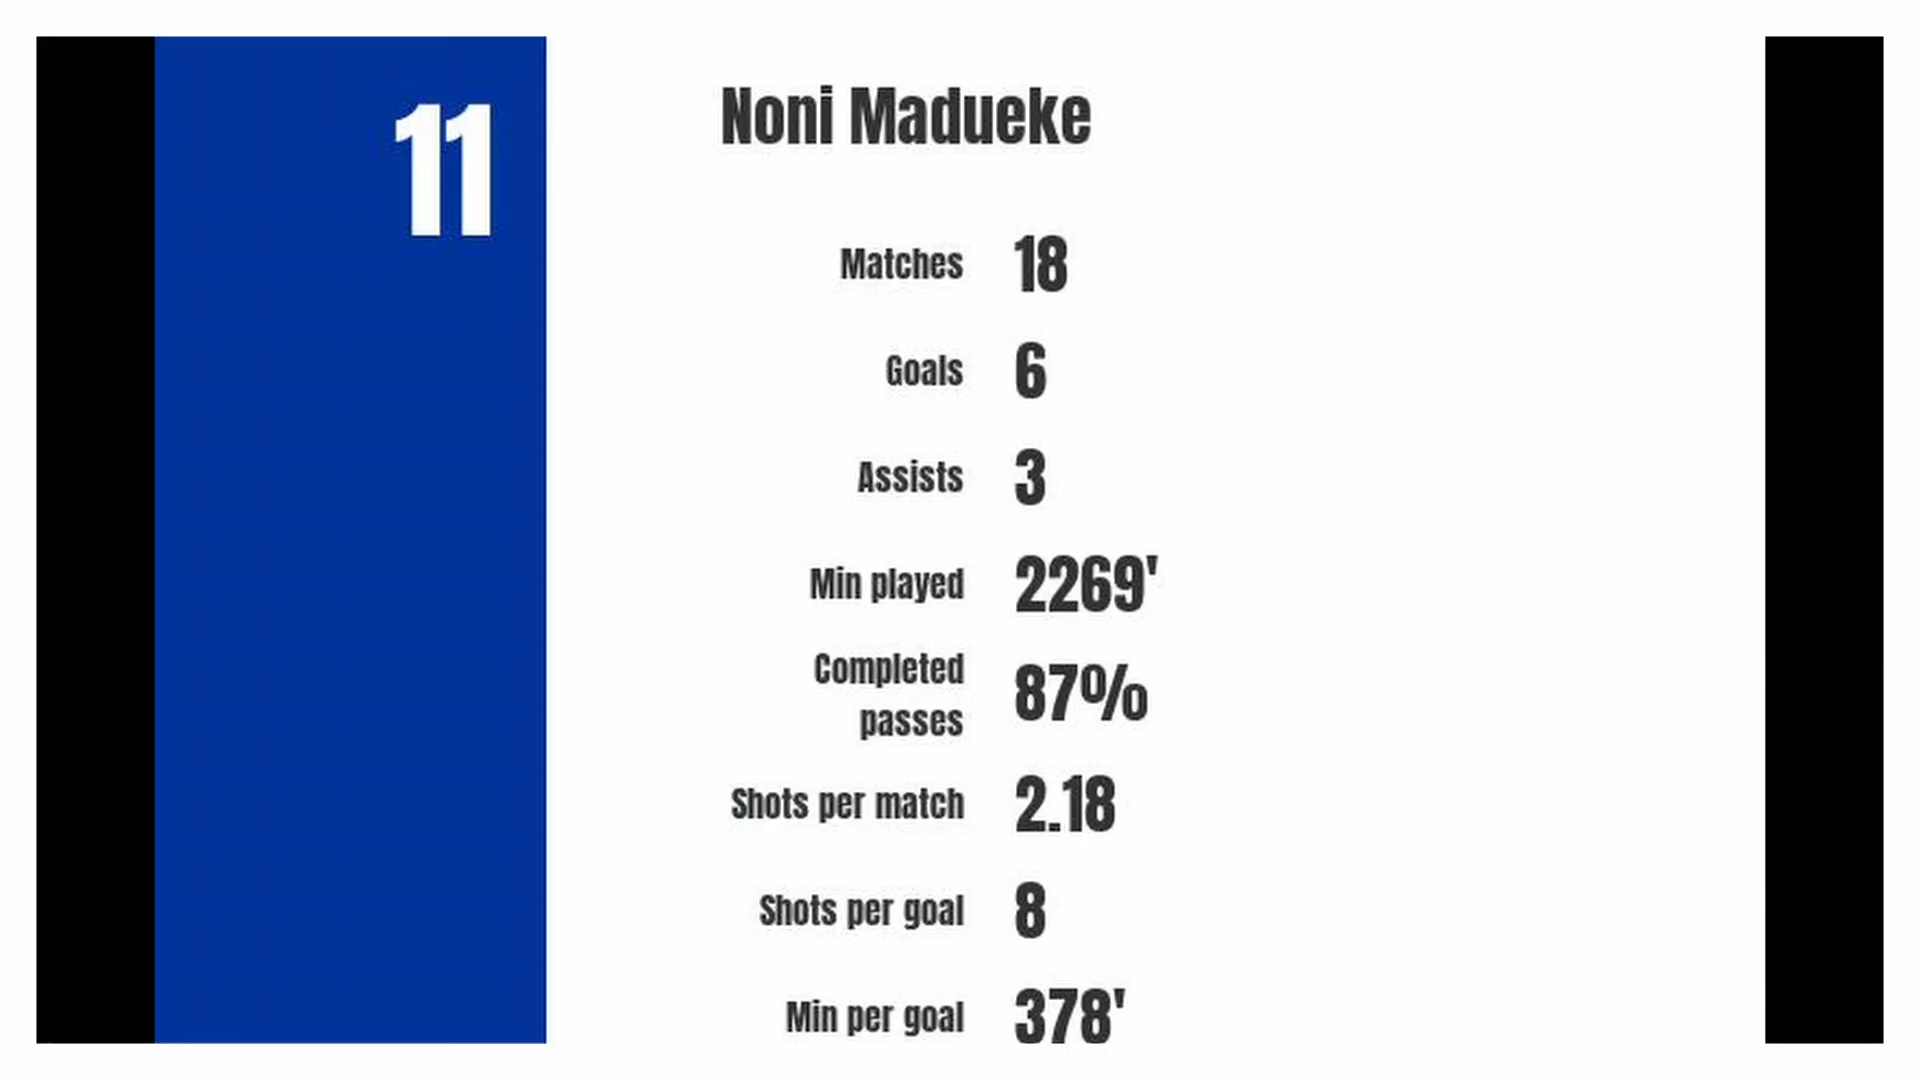 11
Noni Madueke
Matches 18
Goals 6
Assists 3
Min played 2269'
Completed
passes 87%
Shots per match 2.18
Shots per goal 8
Min per goal 378'